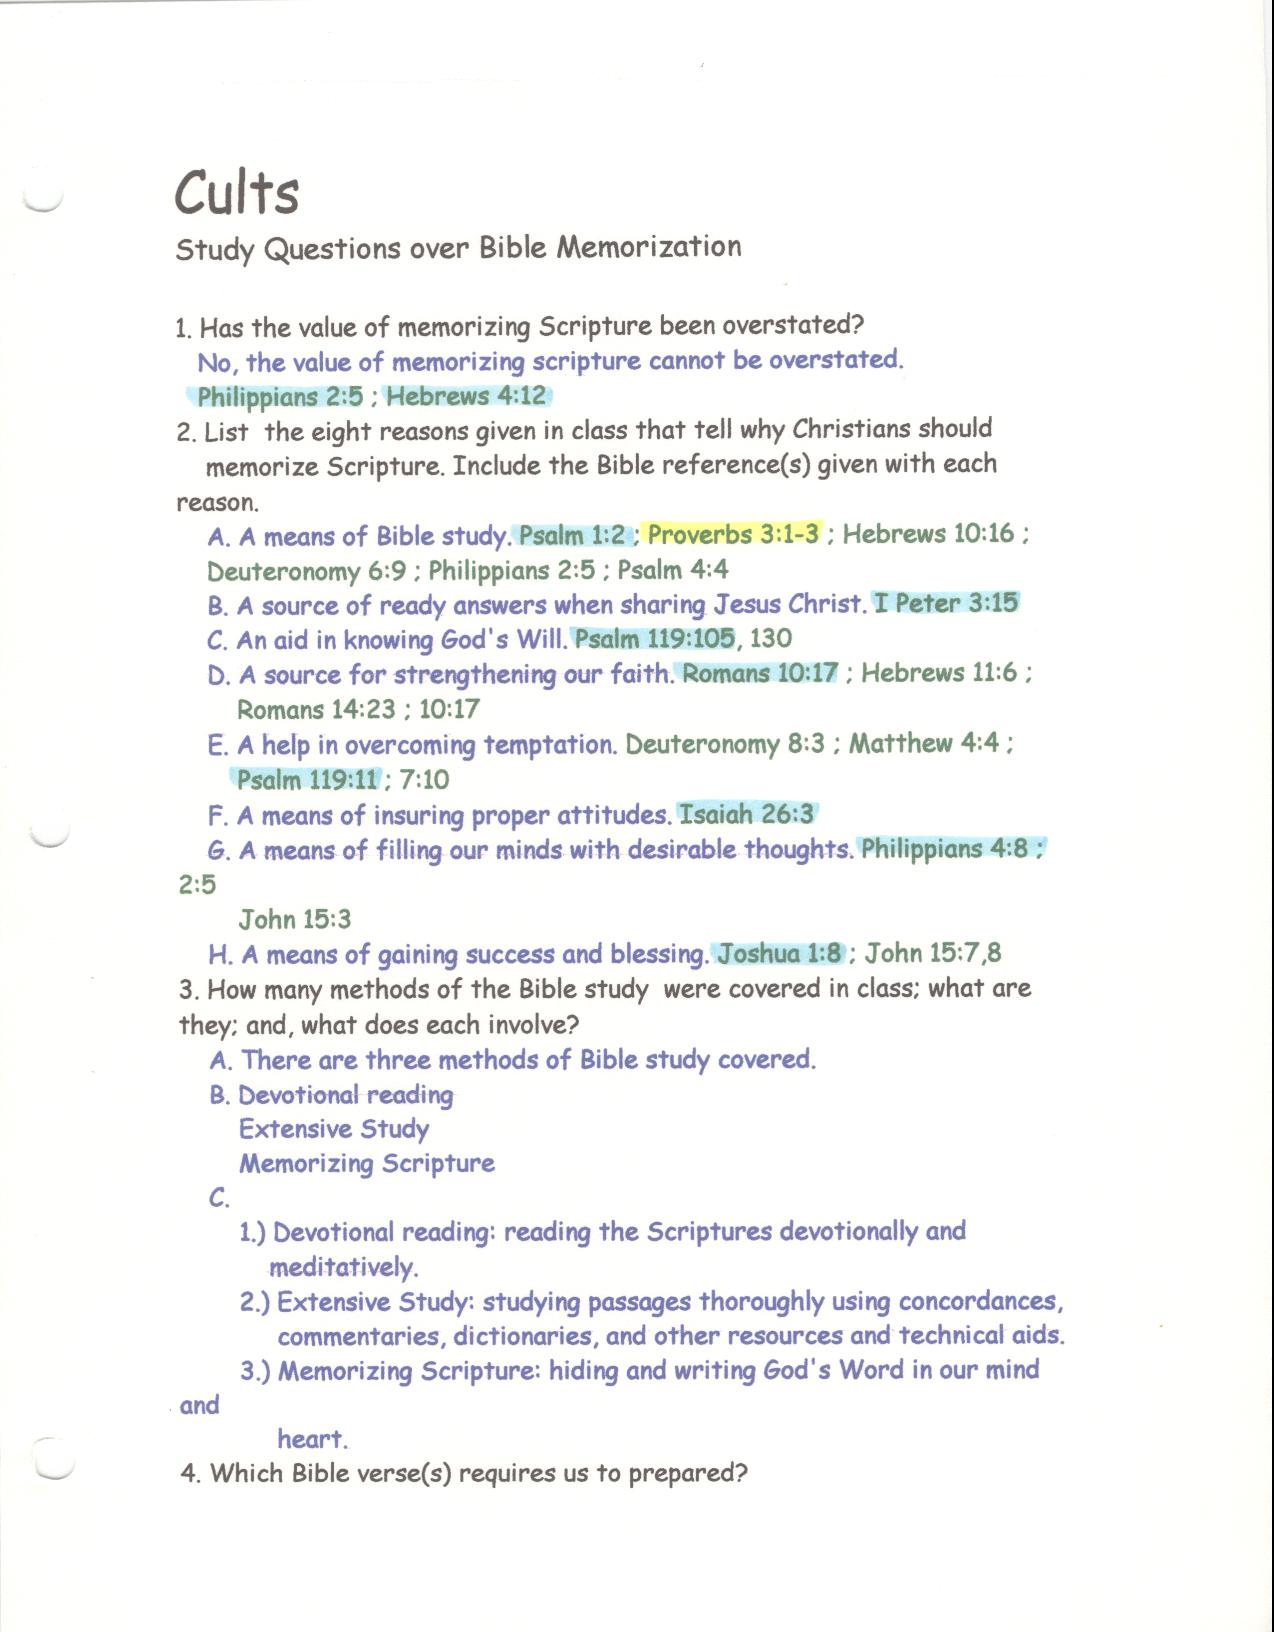 Cults
Study Questions over Bible Memorization
1. Has the value of memorizing Scripture been overstated?
No, the value of memorizing scripture cannot be overstated.
Philippians 2:5 ; Hebrews 4:12
2. List the eight reasons given in class that tell why Christians should
memorize Scripture. Include the Bible reference(s) given with each
reason.
A. A means of Bible study. Psalm 1:2 ; Proverbs 3:1-3 ; Hebrews 10:16 ;
Deuteronomy 6:9 ; Philippians 2:5 ; Psalm 4:4
B. A source of ready answers when sharing Jesus Christ. I Peter 3:15
C. An aid in knowing God's Will. Psalm 119:105, 130
D. A source for strengthening our faith. Romans 10:17 ; Hebrews 11:6 ;
Romans 14:23 ; 10:17
E. A help in overcoming temptation. Deuteronomy 8:3 ; Matthew 4:4 ;
Psalm 119:11 ; 7:10
F. A means of insuring proper attitudes. Isaiah 26:3
G. A means of filling our minds with desirable thoughts. Philippians 4:8 ;
2:5
John 15:3
H. A means of gaining success and blessing. Joshua 1:8 ; John 15:7,8
3. How many methods of the Bible study were covered in class; what are
they; and, what does each involve?
A. There are three methods of Bible study covered.
B. Devotional reading
Extensive Study
Memorizing Scripture
C.
1.) Devotional reading: reading the Scriptures devotionally and
meditatively.
2.) Extensive Study: studying passages thoroughly using concordances,
commentaries, dictionaries, and other resources and technical aids.
3.) Memorizing Scripture: hiding and writing God's Word in our mind
and
heart.
4. Which Bible verse(s) requires us to prepared?